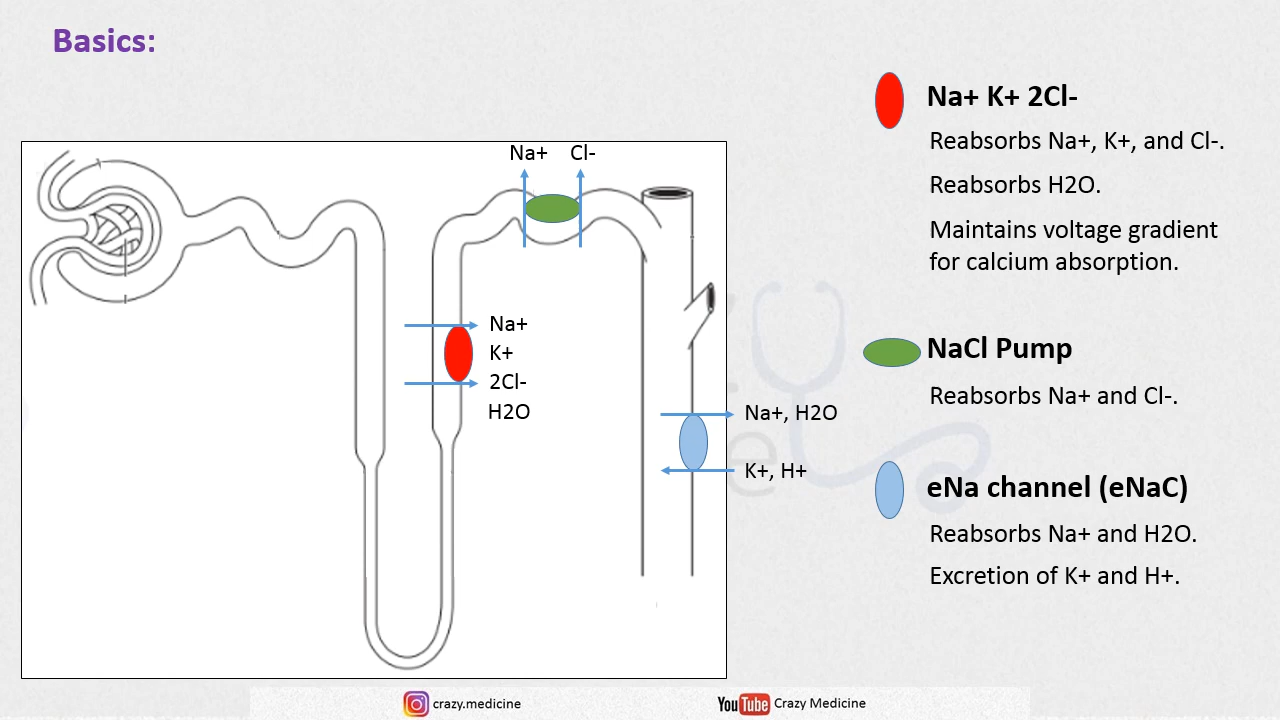 Basics:
Na+ K+ 2Cl-
Reabsorbs Na+, K+, and Cl-.
Reabsorbs H2O.
Maintains voltage gradient
for calcium absorption.
NaCl Pump
Reabsorbs Na+ and Cl-.
eNa channel (eNaC)
Reabsorbs Na+ and H2O.
Excretion of K+ and H+.
Na+ Cl-
Na+
K+
2Cl-
H2O
Na+, H2O
K+, H+
crazy.medicine
YouTube Crazy Medicine